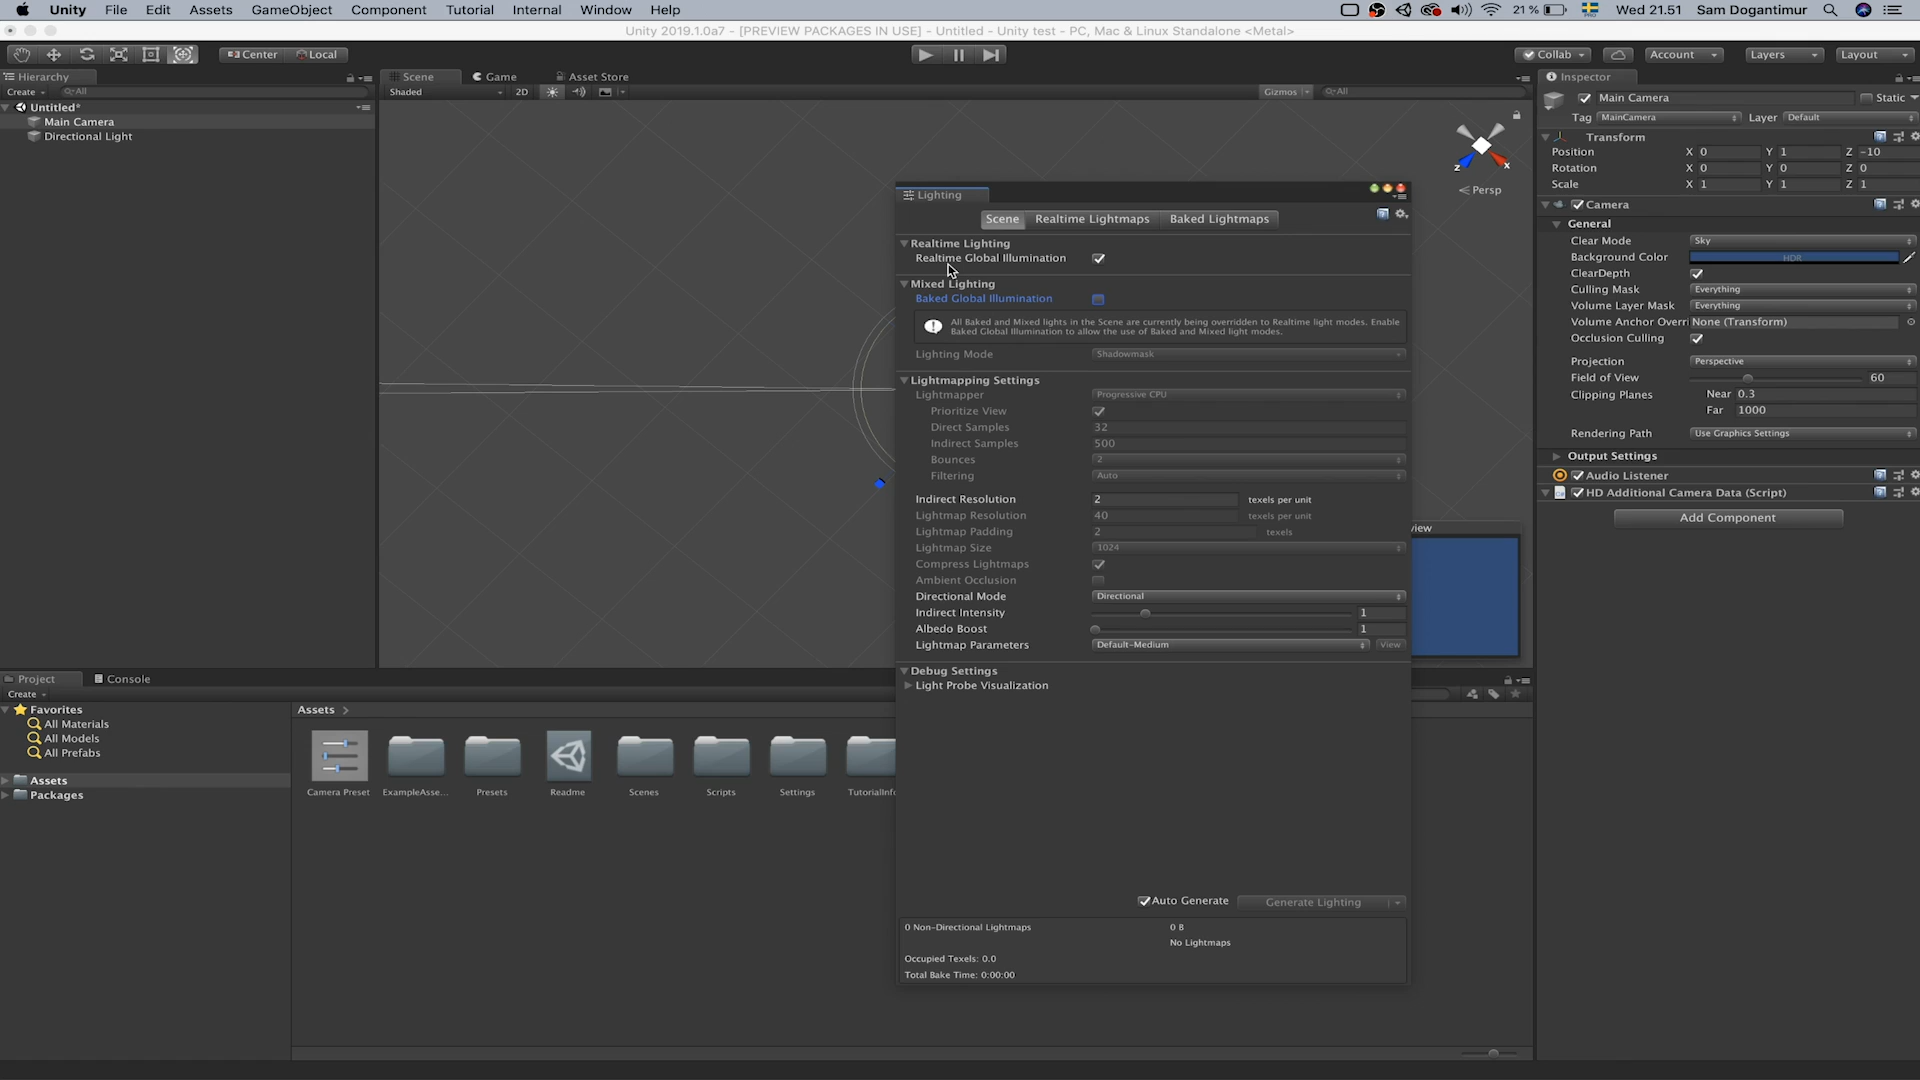 Unity File Edit Assets GameObject Component Tutorial Internal Window Help 21% Wed 21.51 Sam Dogantimur
Unity 2019.1.0a7 - [PREVIEW PACKAGES IN USE] - Untitled - Unity test - PC, Mac & Linux Standalone <Metal>
Center Local Collab Account Layers Layout
Hierarchy
Create All
Untitled*
Main Camera
Directional Light
Scene Game Asset Store
Shaded 2D Gizmos All
Persp
Lighting
Scene Realtime Lightmaps Baked Lightmaps
Realtime Lighting
Realtime Global Illumination
Mixed Lighting
Baked Global Illumination
All Baked and Mixed lights in the Scene are currently being overridden to Realtime light modes. Enable
Baked Global Illumination to allow the use of Baked and Mixed light modes.
Lighting Mode Shadowmask
Lightmapping Settings
Lightmapper Progressive CPU
Prioritize View
Direct Samples 32
Indirect Samples 500
Bounces 2
Filtering Auto
Indirect Resolution 2 texels per unit
Lightmap Resolution 40 texels per unit
Lightmap Padding 2 texels
Lightmap Size 1024
Compress Lightmaps
Ambient Occlusion
Directional Mode Directional
Indirect Intensity 1
Albedo Boost 1
Lightmap Parameters Default-Medium View
Debug Settings
Light Probe Visualization
Auto Generate Generate Lighting
0 Non-Directional Lightmaps 0 B
No Lightmaps
Occupied Texels: 0.0
Total Bake Time: 0:00:00
view
Inspector
Main Camera Static
Tag MainCamera Layer Default
Transform
Position X 0 Y 1 Z -10
Rotation X 0 Y 0 Z 0
Scale X 1 Y 1 Z 1
Camera
General
Clear Mode Sky
Background Color HDR
ClearDepth
Culling Mask Everything
Volume Layer Mask Everything
Volume Anchor Overri None (Transform)
Occlusion Culling
Projection Perspective
Field of View 60
Clipping Planes Near 0.3
Far 1000
Rendering Path Use Graphics Settings
Output Settings
Audio Listener
HD Additional Camera Data (Script)
Add Component
Project Console
Create
Favorites
All Materials
All Models
All Prefabs
Assets
Packages
Assets
Camera Preset ExampleAsse... Presets Readme Scenes Scripts Settings TutorialInfo
X
Z